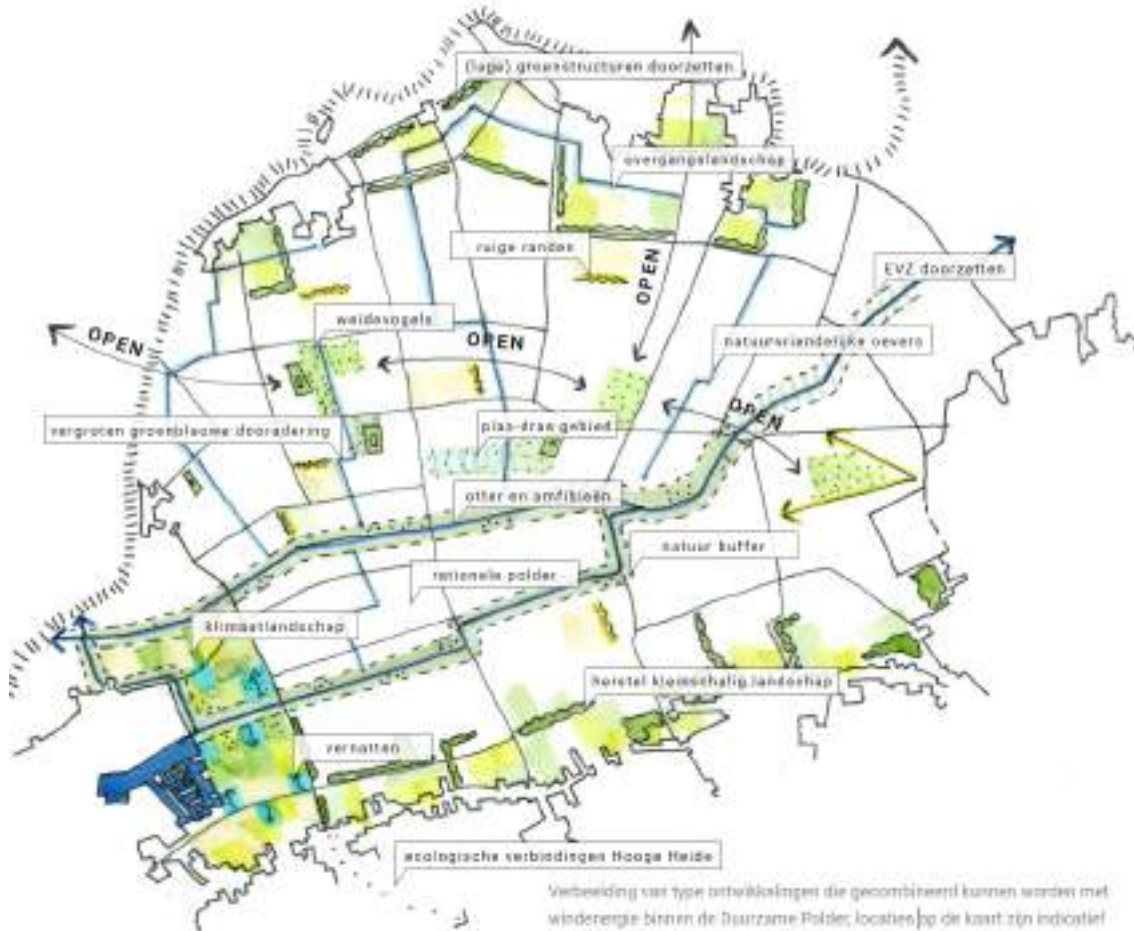 (lage) groenstructuren doorzetten
overgangslandschap
ruige randen
OPEN
EVZ doorzetten
weidevogels
OPEN
OPEN
natuurvriendelijke oevers
OPEN
vergroten groenblauwe dooradering
plas-dras gebied
otter en amfibieën
natuur buffer
rationele polder
klimaatlandschap
herstel kleinschalig landschap
vernatten
ecologische verbindingen Hooge Heide
Verbeelding van type ontwikkelingen die gecombineerd kunnen worden met
windenergie binnen de Duurzame Polder, locaties op de kaart zijn indicatief